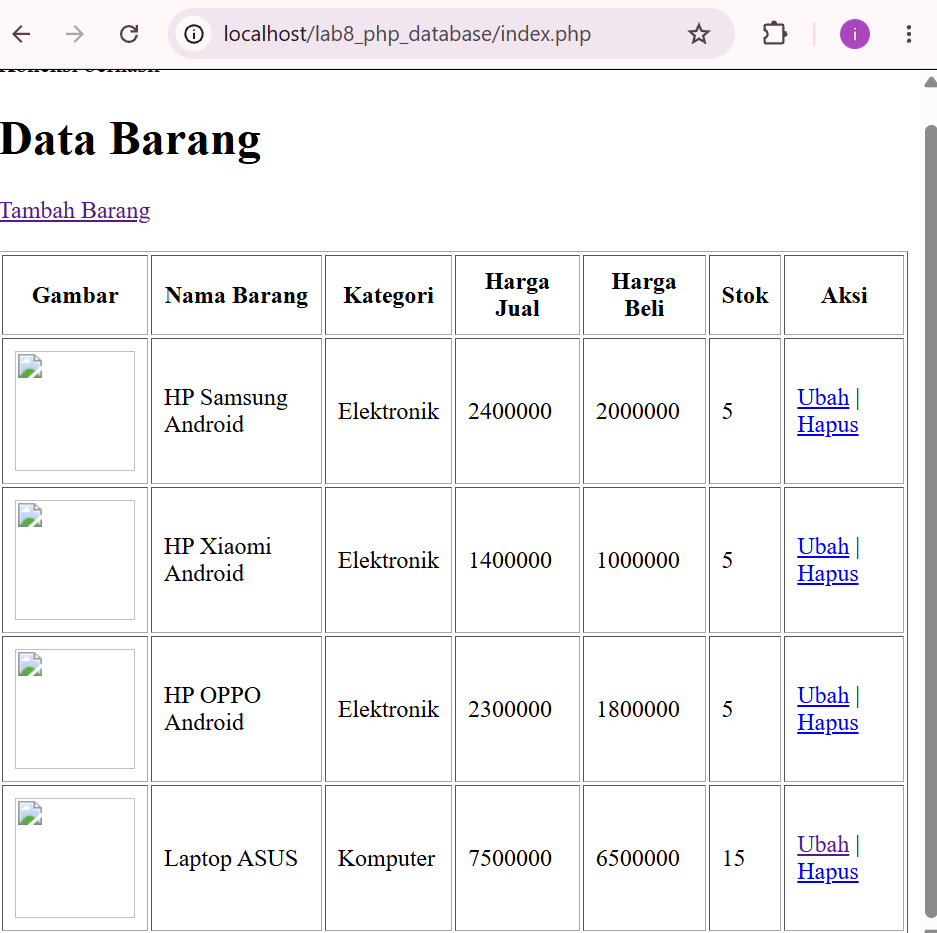 localhost/lab8_php_database/index.php
i
Data Barang
Tambah Barang
Gambar Nama Barang Kategori Harga Jual Harga Beli Stok Aksi
HP Samsung Android Elektronik 2400000 2000000 5 Ubah | Hapus
HP Xiaomi Android Elektronik 1400000 1000000 5 Ubah | Hapus
HP OPPO Android Elektronik 2300000 1800000 5 Ubah | Hapus
Laptop ASUS Komputer 7500000 6500000 15 Ubah | Hapus